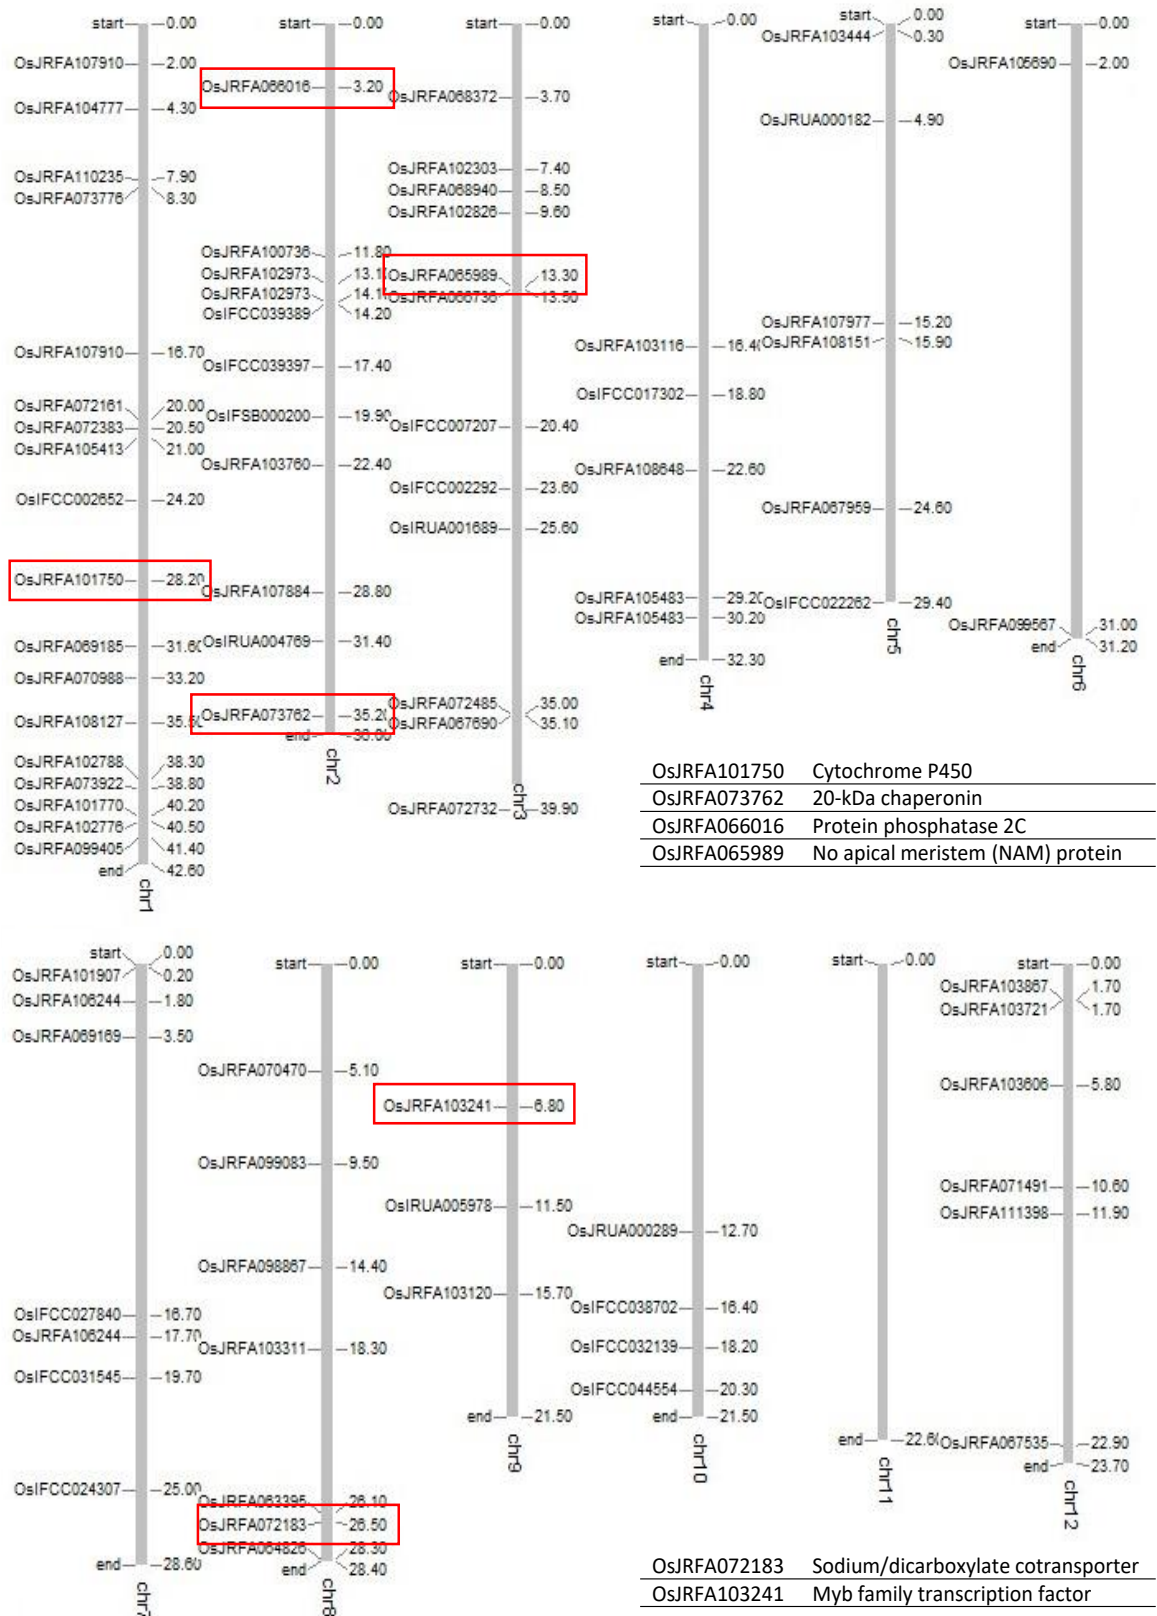 start 0.00
OsJRFA107910 2.00
OsJRFA104777 4.30
OsJRFA110235 7.90
OsJRFA073776 8.30
OsJRFA107910 16.70
OsJRFA072161 20.00
OsJRFA072383 20.50
OsJRFA105413 21.00
OsIFCC002652 24.20
OsJRFA101750 28.20
OsJRFA069185 31.60
OsJRFA070988 33.20
OsJRFA108127 35.50
OsJRFA102788 38.30
OsJRFA073922 38.80
OsJRFA101770 40.20
OsJRFA102776 40.50
OsJRFA099405 41.40
end 42.60
chr1
start 0.00
OsJRFA066016 3.20
OsJRFA100736 11.80
OsJRFA102973 13.1
OsJRFA102973 14.1
OsIFCC039389 14.20
OsIFCC039397 17.40
OsIFSB000200 19.90
OsJRFA103760 22.40
OsJRFA107884 28.80
OsIRUA004769 31.40
OsJRFA073762 35.20
end
chr2
start 0.00
OsJRFA068372 3.70
OsJRFA102303 7.40
OsJRFA068940 8.50
OsJRFA102826 9.60
OsJRFA065989 13.30
OsJRFA066736 13.50
OsIFCC007207 20.40
OsIFCC002292 23.60
OsIRUA001689 25.60
OsJRFA072485 35.00
OsJRFA067690 35.10
OsJRFA072732 39.90
chr3
start 0.00
OsJRFA103116 16.40
OsIFCC017302 18.80
OsJRFA108648 22.60
OsJRFA105483 29.20
OsJRFA105483 30.20
end 32.30
chr4
start 0.00
OsJRFA103444 0.30
OsJRUA000182 4.90
OsJRFA107977 15.20
OsJRFA108151 15.90
OsJRFA067959 24.60
OsIFCC022262 29.40
chr5
start 0.00
OsJRFA105690 2.00
OsJRFA099567 31.00
end 31.20
chr6
OsJRFA101750 Cytochrome P450
OsJRFA073762 20-kDa chaperonin
OsJRFA066016 Protein phosphatase 2C
OsJRFA065989 No apical meristem (NAM) protein
start 0.00
OsJRFA101907 0.20
OsJRFA106244 1.80
OsJRFA069169 3.50
OsIFCC027840 16.70
OsJRFA106244 17.70
OsIFCC031545 19.70
OsIFCC024307 25.00
end 28.60
chr7
start 0.00
OsJRFA070470 5.10
OsJRFA099083 9.50
OsJRFA098867 14.40
OsJRFA103311 18.30
OsJRFA063395 26.10
OsJRFA072183 26.50
OsJRFA064826 28.30
end 28.40
chr8
start 0.00
OsJRFA103241 6.80
OsIRUA005978 11.50
OsJRFA103120 15.70
end 21.50
chr9
start 0.00
OsJRUA000289 12.70
OsIFCC038702 16.40
OsIFCC032139 18.20
OsIFCC044554 20.30
end 21.50
chr10
start 0.00
end 22.60
chr11
start 0.00
OsJRFA103867 1.70
OsJRFA103721 1.70
OsJRFA103606 5.80
OsJRFA071491 10.60
OsJRFA111398 11.90
OsJRFA067535 22.90
end 23.70
chr12
OsJRFA072183 Sodium/dicarboxylate cotransporter
OsJRFA103241 Myb family transcription factor